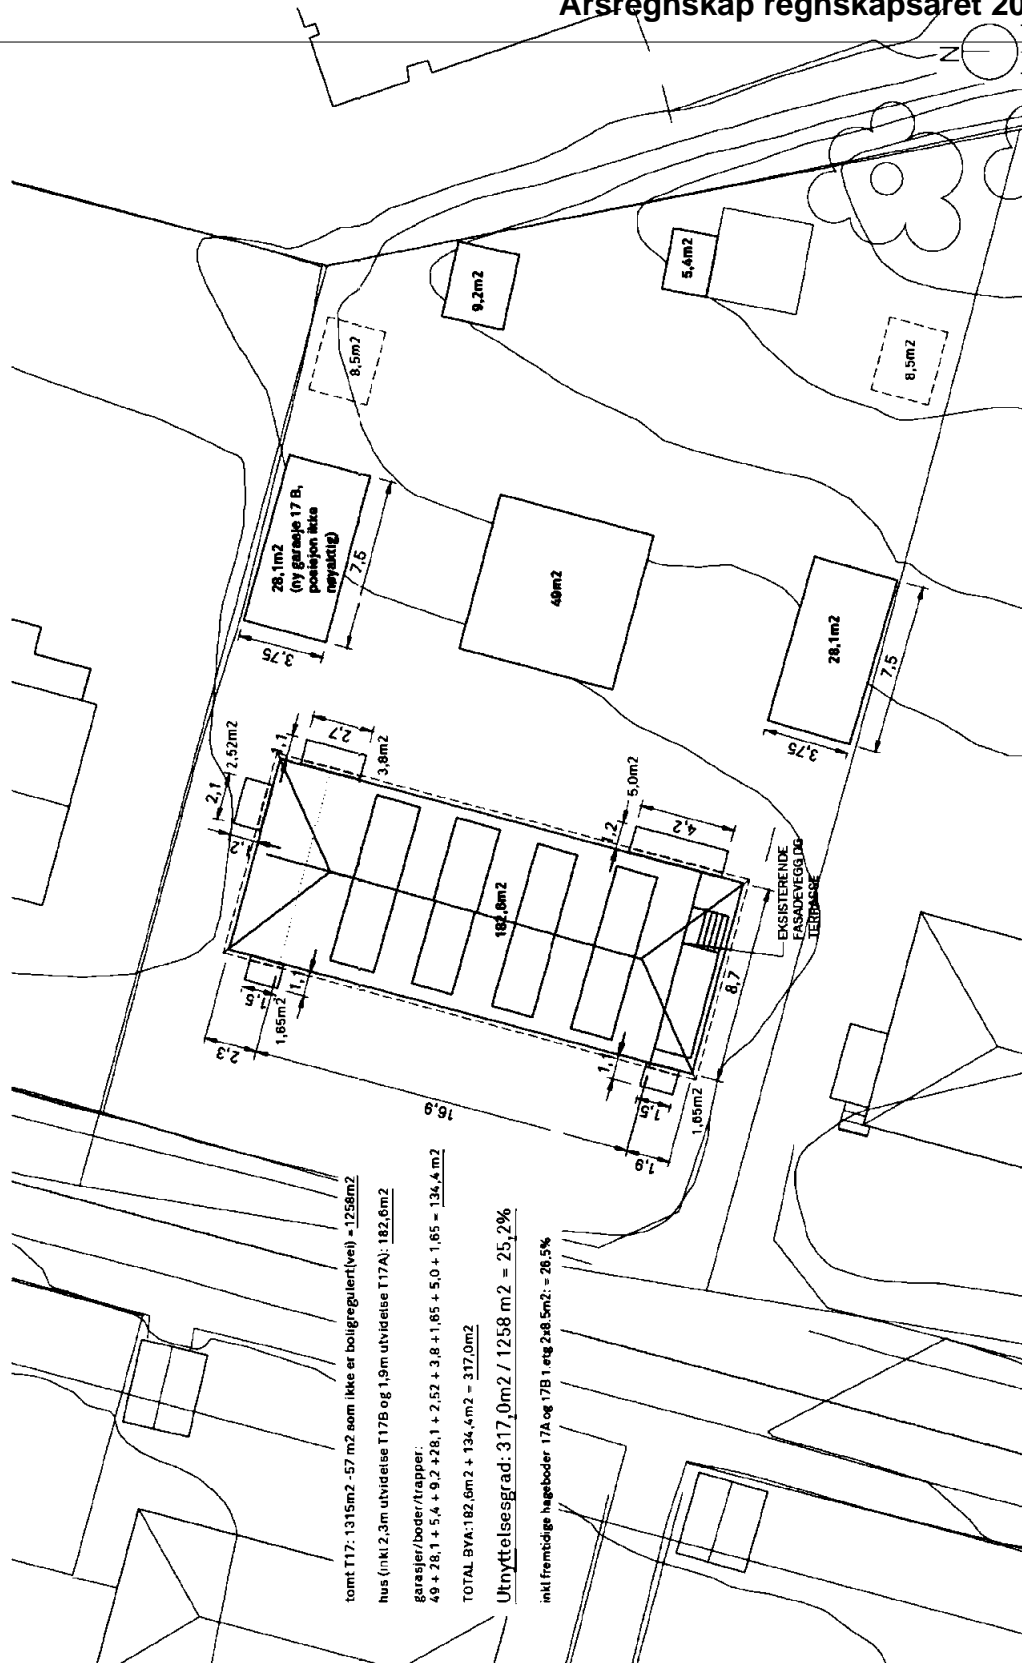 Årsregnskap regnskapsåret 20
N
9,2m2
5,4m2
8,5m2
8,5m2
28,1m2
(ny garasje 17 B,
posisjon ikke
nøyaktig)
7,5
3,75
49m2
28,1m2
7,5
3,75
2,52m2
2,1
1,2
1,1
2,7
3,8m2
5,0m2
1,2
4,2
182,6m2
EKSISTERENDE
FASADEVEGG OG
TERRASSE
8,7
1,5
1,1
1,65m2
2,3
16,9
1,1
1,5
1,65m2
1,9
tomt T17: 1315m2 -57 m2 som ikke er boligregulert(vei) = 1258m2
hus (inkl 2,3m utvidelse T17B og 1,9m utvidelse T17A): 182,6m2
garasjer/boder/trapper:
49 + 28,1 + 5,4 + 9,2 +28,1 + 2,52 + 3,8 +1,65 + 5,0 + 1,65 = 134,4 m2
TOTAL BYA:182,6m2 + 134,4m2 = 317,0m2
Utnyttelsesgrad: 317,0m2 / 1258 m2 = 25,2%
inkl fremtidige hageboder 17A og 17B 1.etg 2x8.5m2: = 26.5%